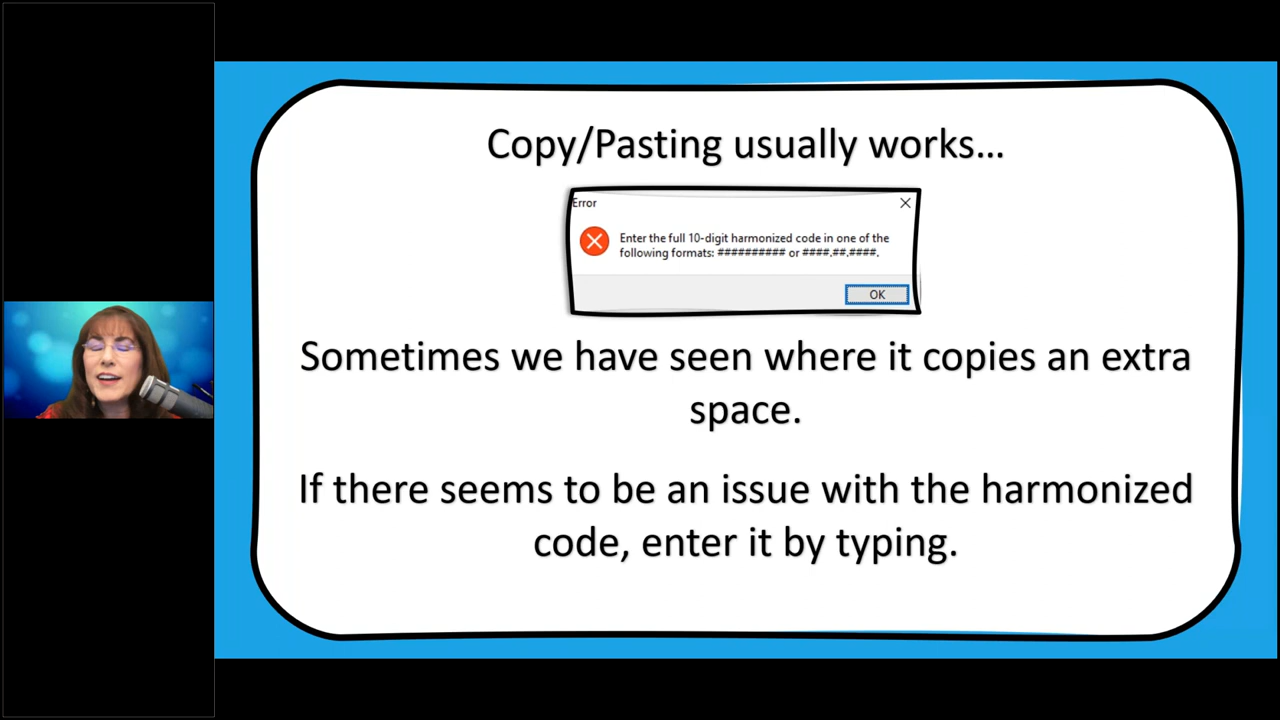 Copy/Pasting usually works...
Error
Enter the full 10-digit harmonized code in one of the
following formats: ########## or ####.##.####.
OK
Sometimes we have seen where it copies an extra
space.
If there seems to be an issue with the harmonized
code, enter it by typing.